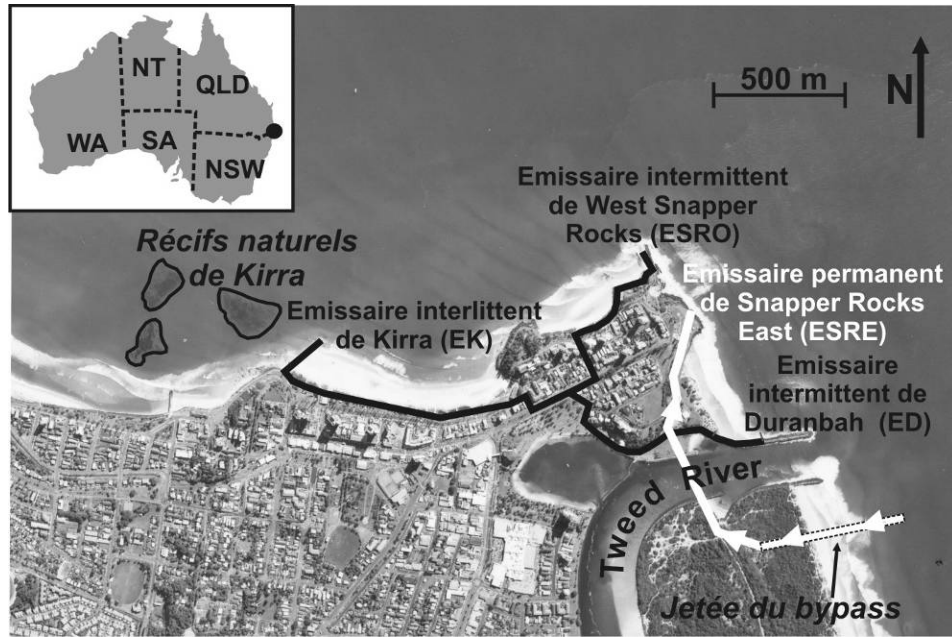 NT
QLD
WA
SA
NSW
500 m
N
Emissaire intermittent
de West Snapper
Rocks (ESRO)
Récifs naturels
de Kirra
Emissaire interlittent
de Kirra (EK)
Emissaire permanent
de Snapper Rocks
East (ESRE)
Emissaire
intermittent de
Duranbah (ED)
Tweed River
Jetée du bypass